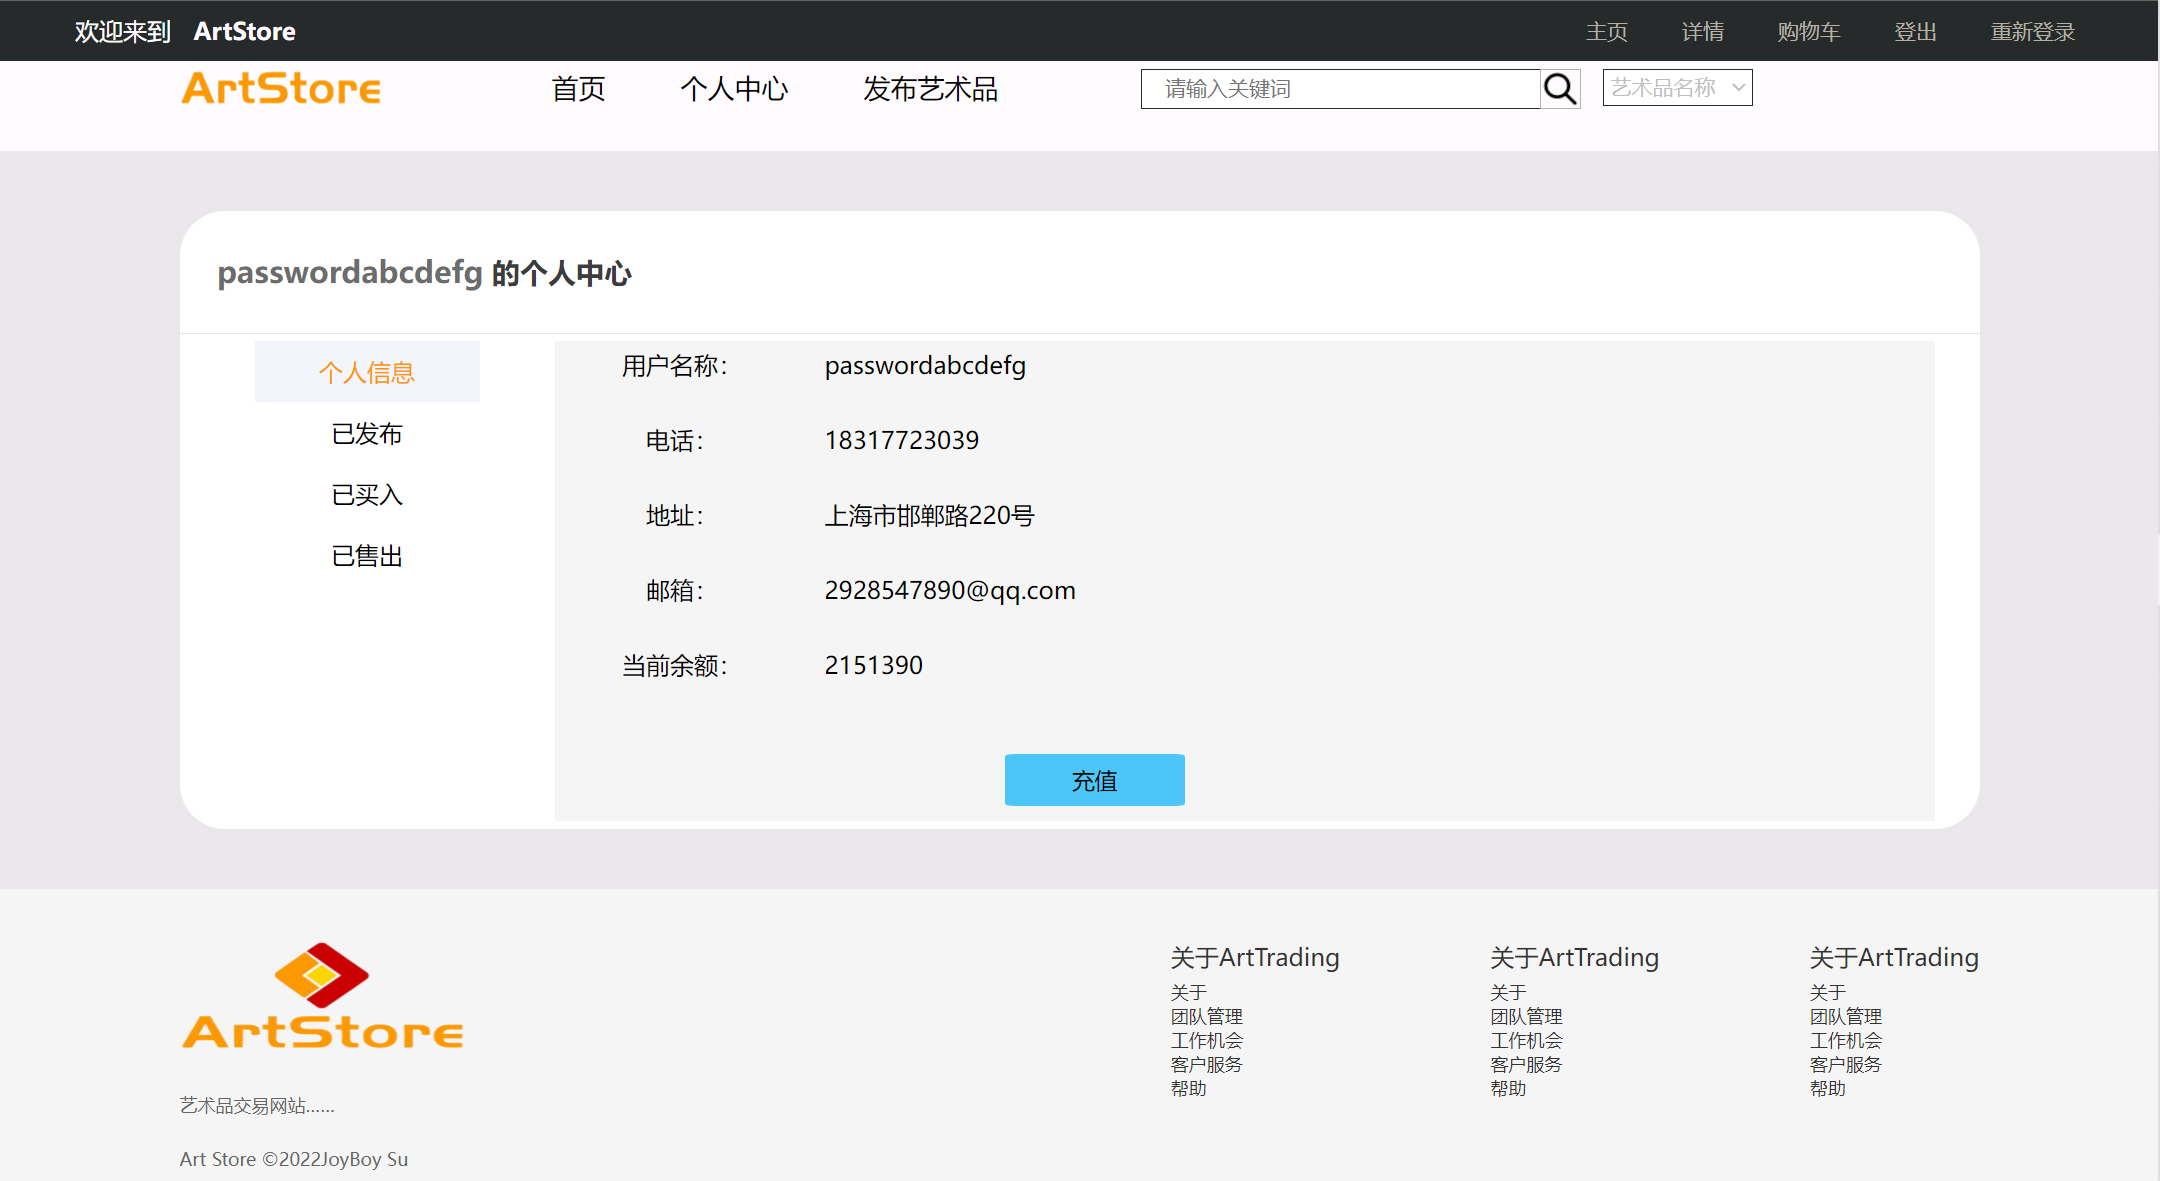 欢迎来到 ArtStore 主页 详情 购物车 登出 重新登录
ArtStore 首页 个人中心 发布艺术品 请输入关键词 艺术品名称
passwordabcdefg 的个人中心
个人信息
已发布
已买入
已售出
用户名称： passwordabcdefg
电话： 18317723039
地址： 上海市邯郸路220号
邮箱： 2928547890@qq.com
当前余额： 2151390
充值
ArtStore
艺术品交易网站......
Art Store ©2022JoyBoy Su
关于ArtTrading
关于
团队管理
工作机会
客户服务
帮助
关于ArtTrading
关于
团队管理
工作机会
客户服务
帮助
关于ArtTrading
关于
团队管理
工作机会
客户服务
帮助